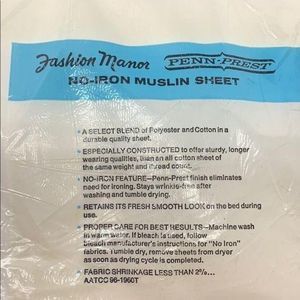 Fashion Manor PENN-PREST
NO-IRON MUSLIN SHEET
• A SELECT BLEND of Polyester and Cotton in a
durable quality sheet.
• ESPECIALLY CONSTRUCTED to offer sturdy, longer
wearing qualities, than an all cotton sheet of
the same weight and thread count.
• NO-IRON FEATURE—Penn-Prest finish eliminates
need for ironing. Stays wrinkle-free after
washing and tumble drying.
• RETAINS ITS FRESH SMOOTH LOOK on the bed during
use.
• PROPER CARE FOR BEST RESULTS—Machine wash
in warm water. If bleach is used, follow
bleach manufacturer's instructions for "No Iron"
fabrics. Tumble dry, remove sheets from dryer
as soon as drying cycle is completed.
• FABRIC SHRINKAGE LESS THAN 2%...
AATCC 96-1960T